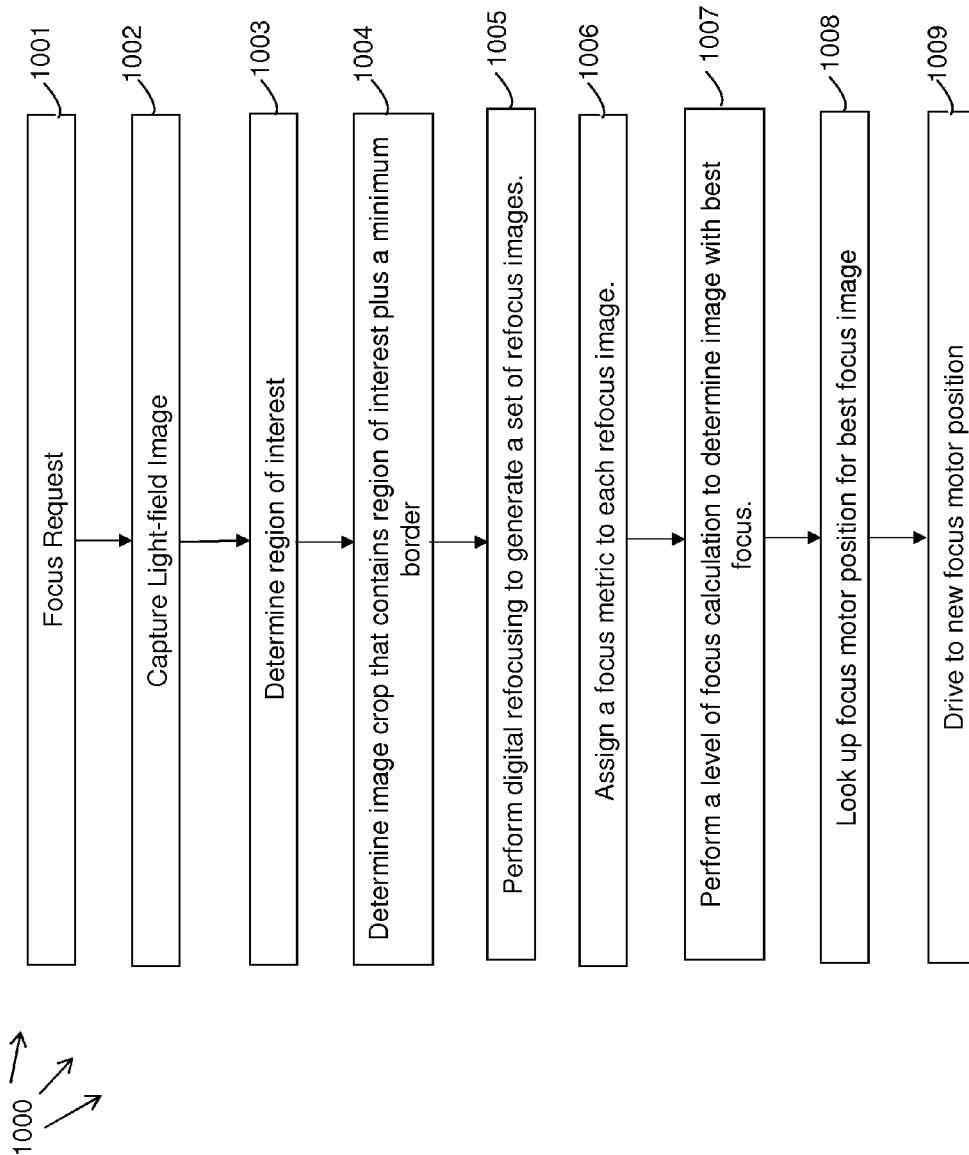 1000
Focus Request
1001
Capture Light-field Image
1002
Determine region of interest
1003
Determine image crop that contains region of interest plus a minimum
border
1004
Perform digital refocusing to generate a set of refocus images.
1005
Assign a focus metric to each refocus image.
1006
Perform a level of focus calculation to determine image with best
focus.
1007
Look up focus motor position for best focus image
1008
Drive to new focus motor position
1009